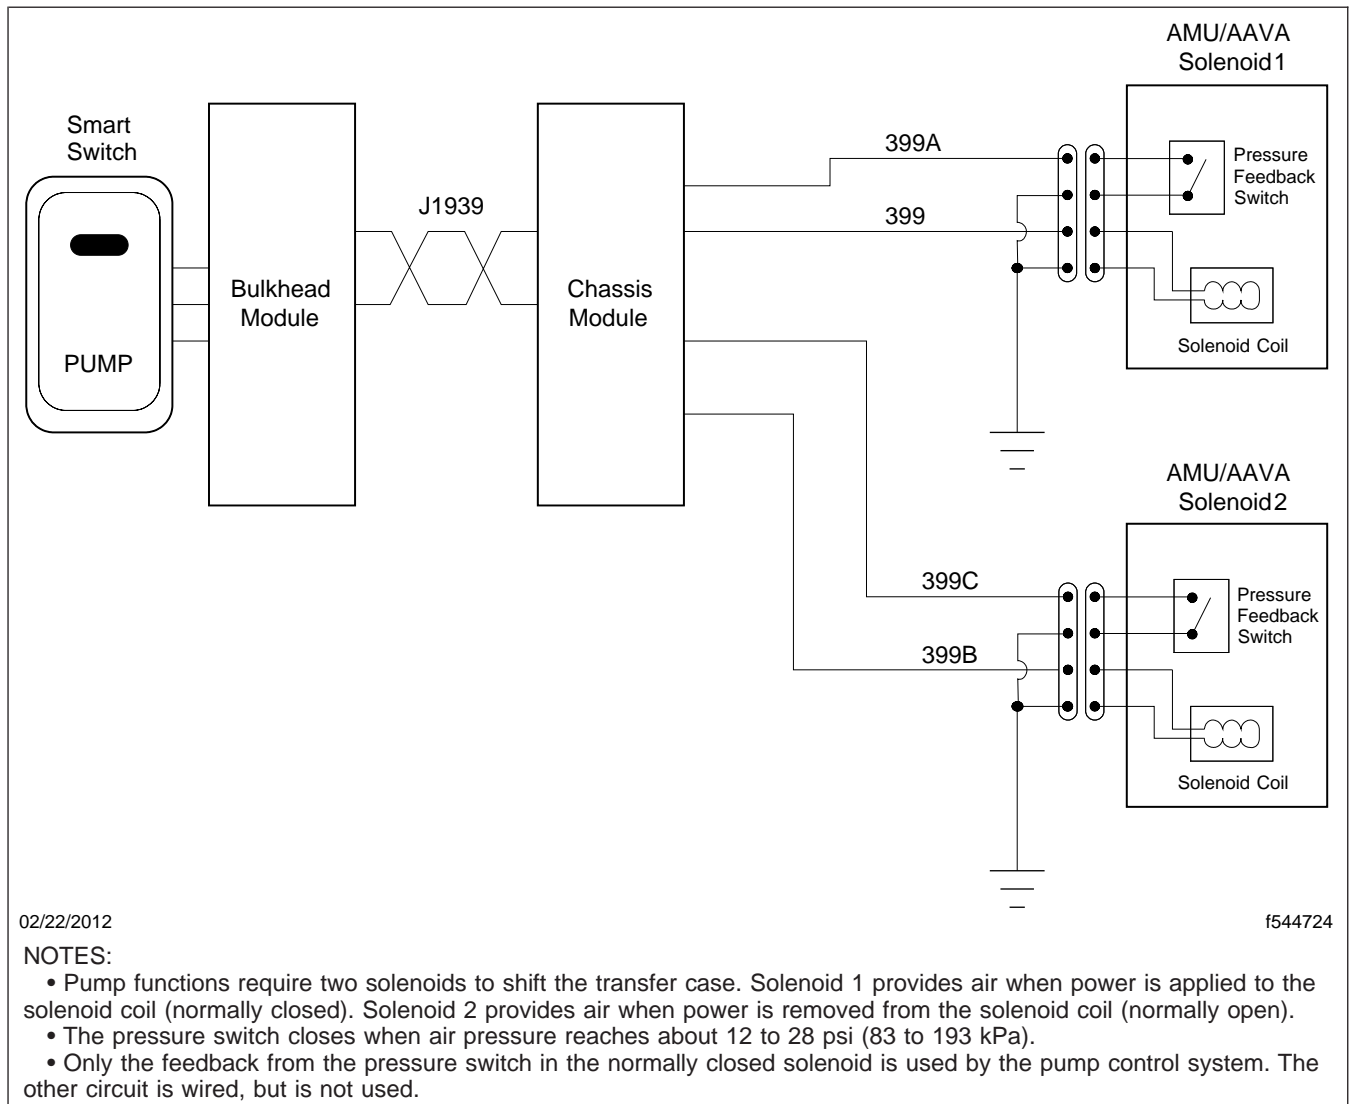 AMU/AAVA
Solenoid 1
Smart
Switch
PUMP
Bulkhead
Module
J1939
Chassis
Module
399A
399
Pressure
Feedback
Switch
Solenoid Coil
AMU/AAVA
Solenoid 2
399C
399B
Pressure
Feedback
Switch
Solenoid Coil
02/22/2012
f544724
NOTES:
• Pump functions require two solenoids to shift the transfer case. Solenoid 1 provides air when power is applied to the
solenoid coil (normally closed). Solenoid 2 provides air when power is removed from the solenoid coil (normally open).
• The pressure switch closes when air pressure reaches about 12 to 28 psi (83 to 193 kPa).
• Only the feedback from the pressure switch in the normally closed solenoid is used by the pump control system. The
other circuit is wired, but is not used.